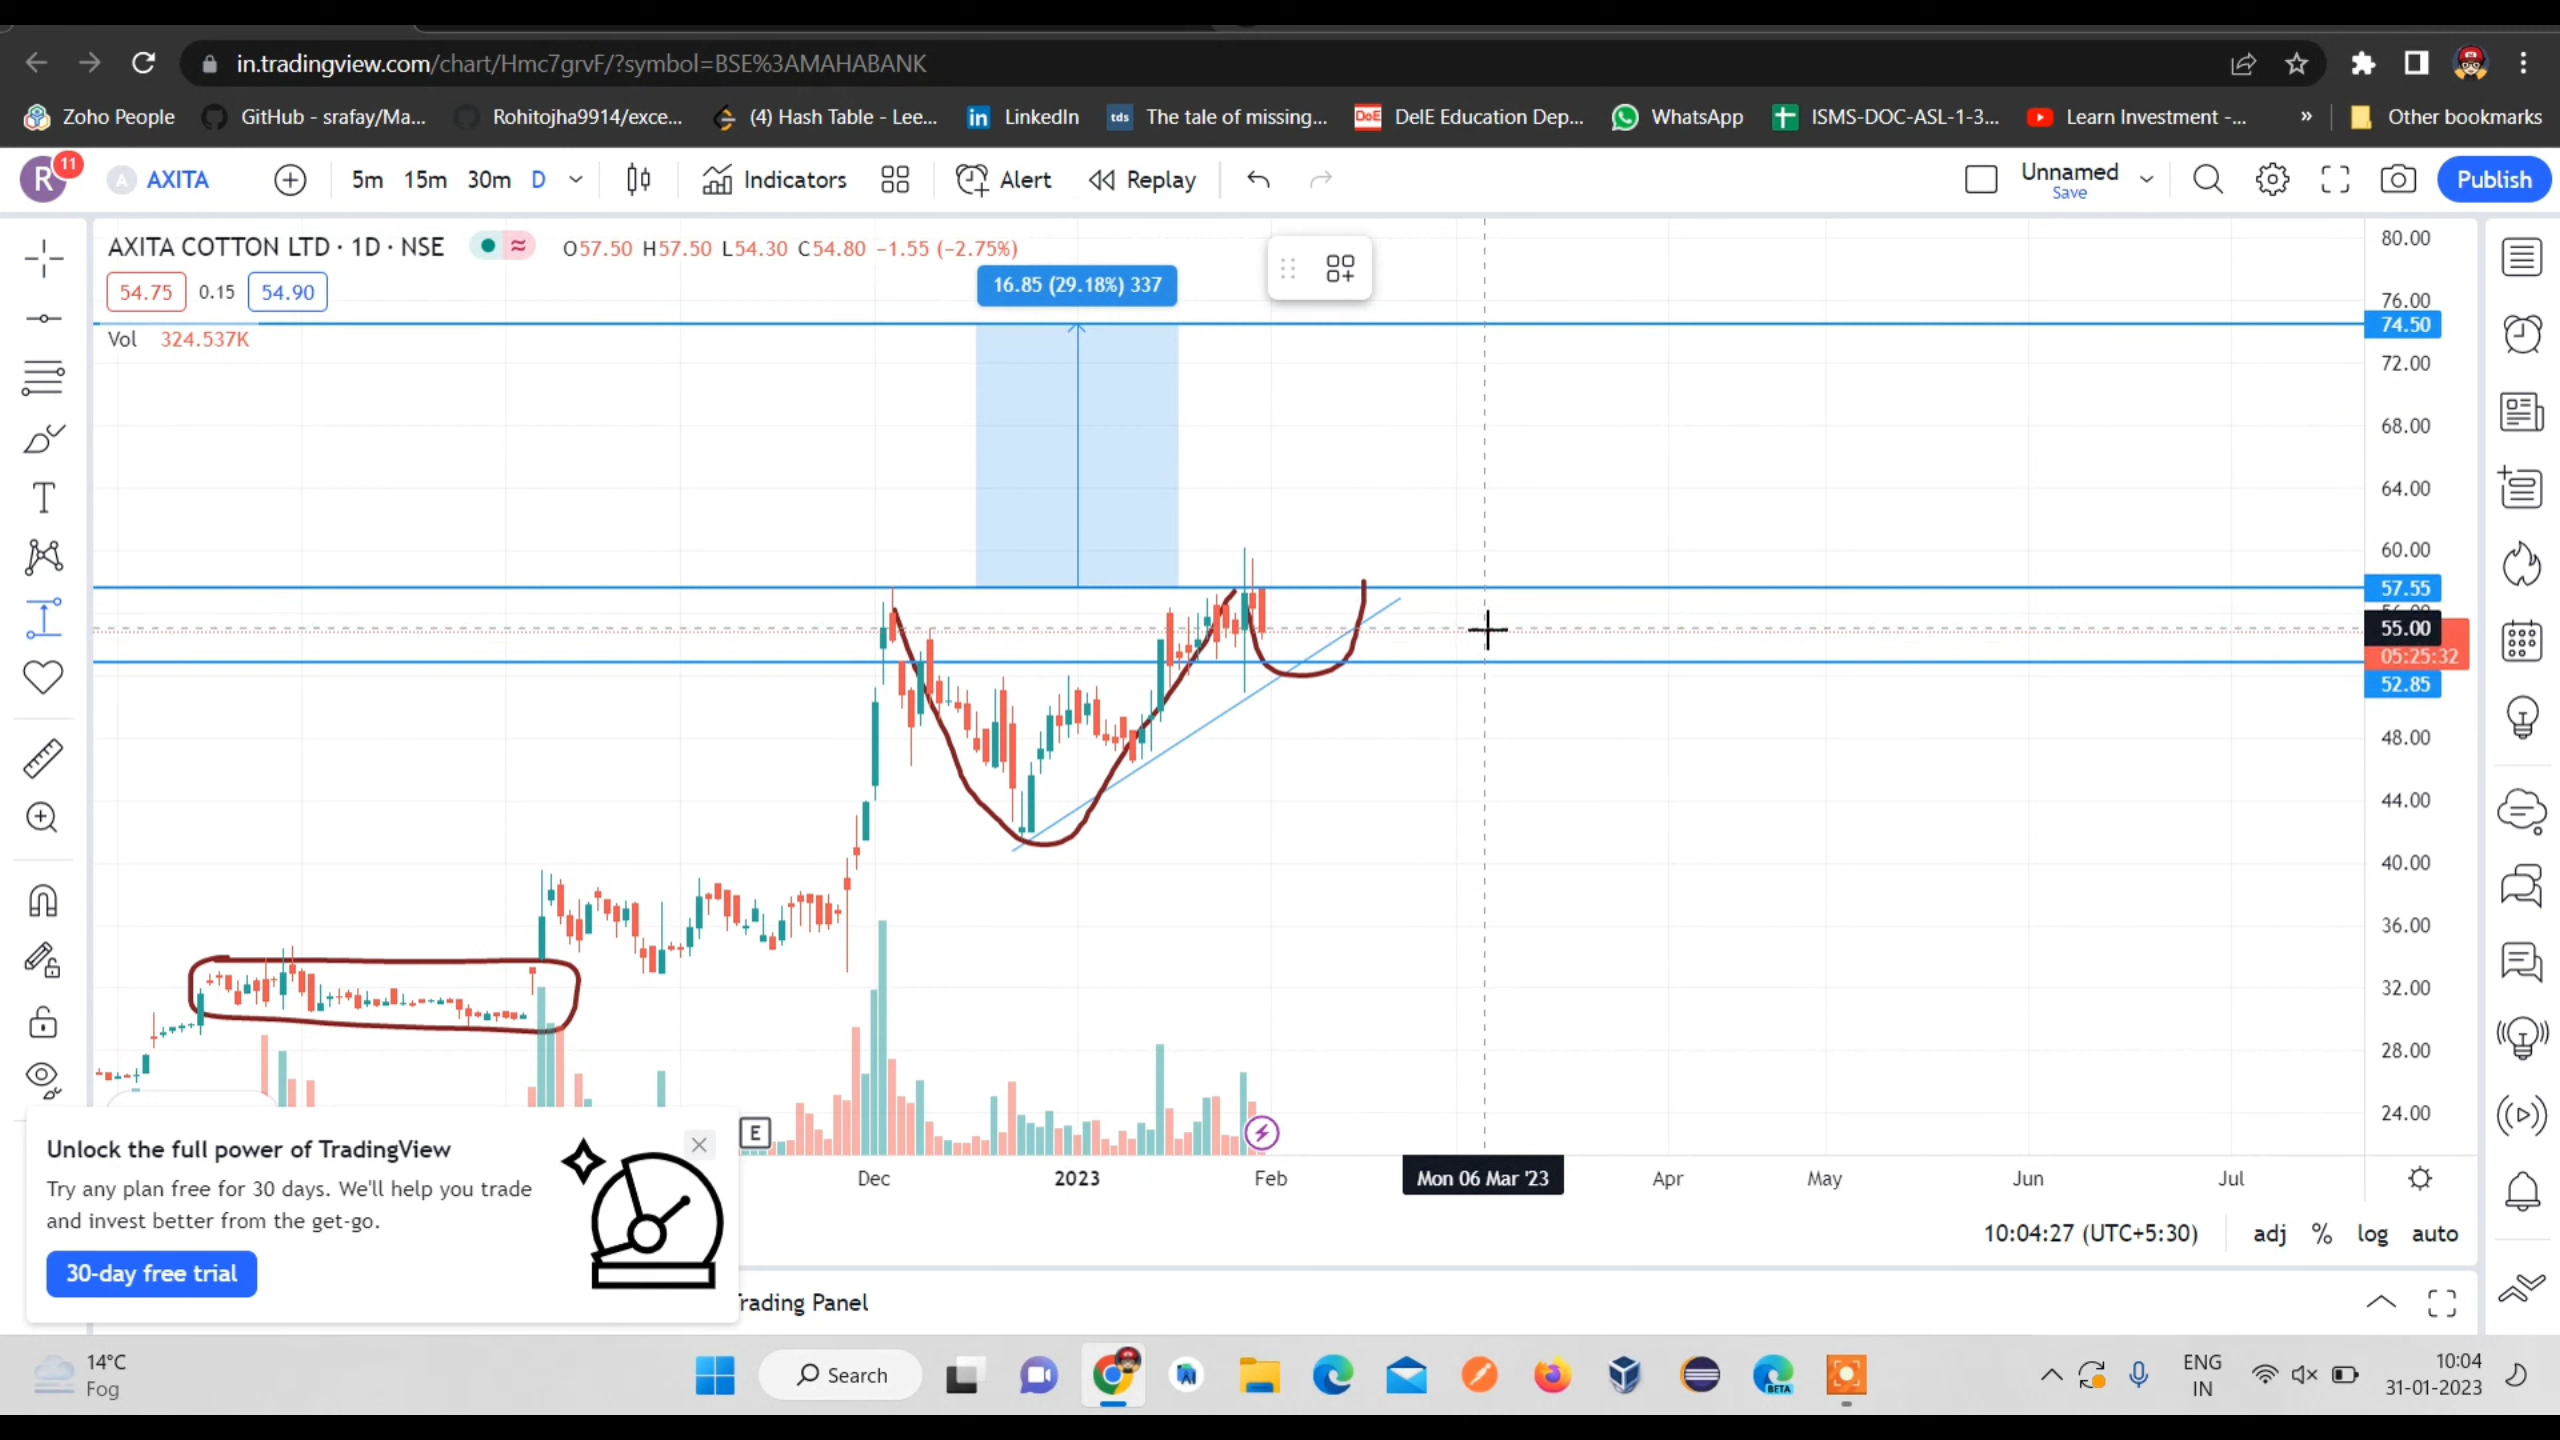 in.tradingview.com/chart/Hmc7grvF/?symbol=BSE%3AMAHABANK
Zoho People
GitHub - srafay/Ma...
Rohitojha9914/exce...
(4) Hash Table - Lee...
in
LinkedIn
tds
The tale of missing...
DoE
DelE Education Dep...
WhatsApp
ISMS-DOC-ASL-1-3...
Learn Investment -...
»
Other bookmarks
R
11
A
AXITA
5m 15m 30m D
Indicators
Alert
Replay
Unnamed
Save
Publish
AXITA COTTON LTD · 1D · NSE
O57.50 H57.50 L54.30 C54.80 −1.55 (−2.75%)
54.75
0.15
54.90
Vol 324.537K
16.85 (29.18%) 337
80.00
76.00
74.50
72.00
68.00
64.00
60.00
57.55
56.00
55.00
05:25:32
52.85
48.00
44.00
40.00
36.00
32.00
28.00
24.00
T
E
Dec
2023
Feb
Mon 06 Mar '23
Apr
May
Jun
Jul
Unlock the full power of TradingView
Try any plan free for 30 days. We'll help you trade
and invest better from the get-go.
30-day free trial
10:04:27 (UTC+5:30)
adj
%
log
auto
Trading Panel
14°C
Fog
Search
BETA
ENG
IN
10:04
31-01-2023